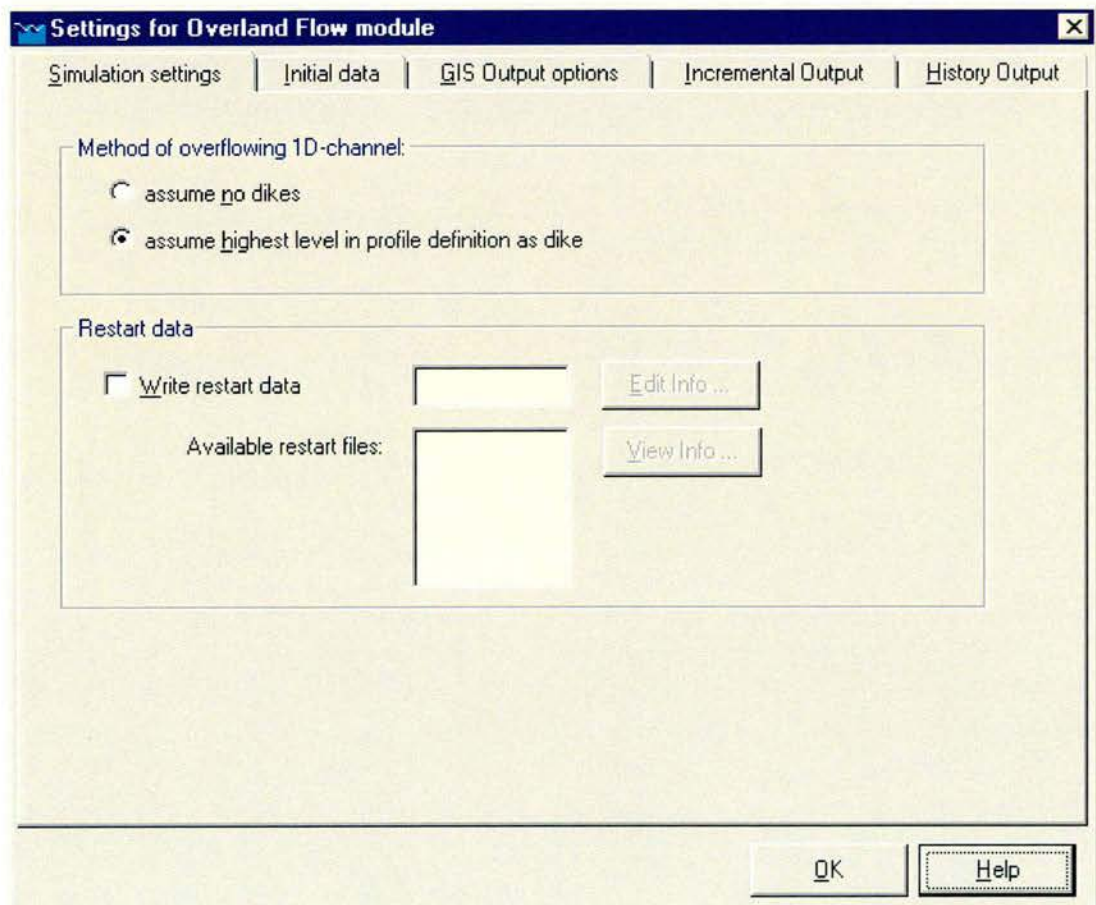 Settings for Overland Flow module
Simulation settings
Initial data
GIS Output options
Incremental Output
History Output
Method of overflowing 1D-channel:
assume no dikes
assume highest level in profile definition as dike
Restart data
Write restart data
Edit Info ...
Available restart files:
View Info ...
OK
Help